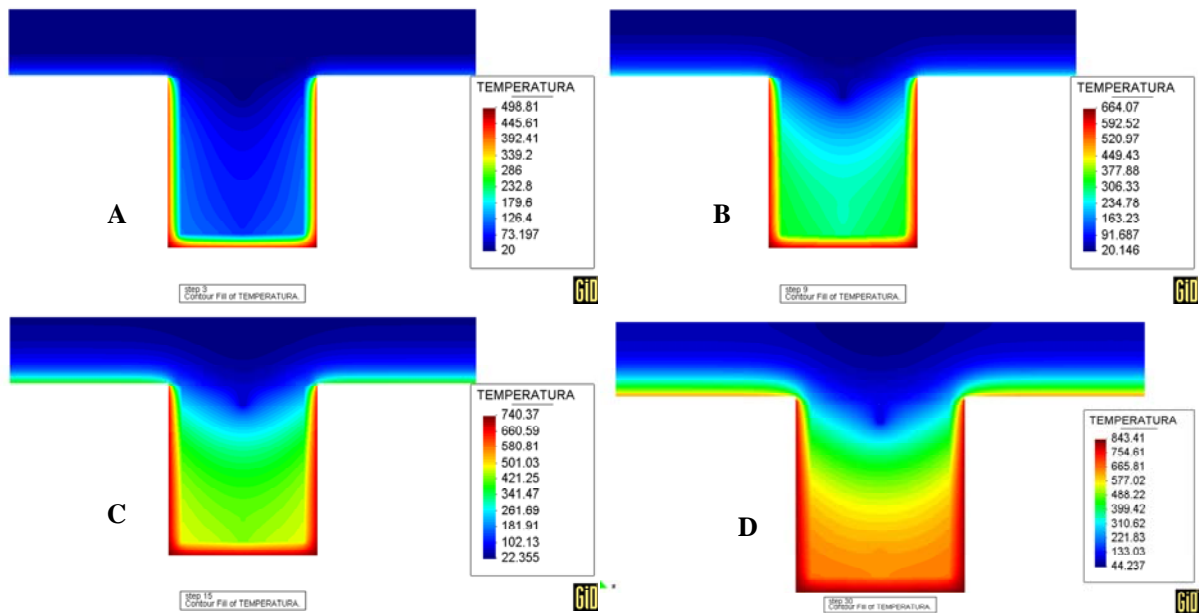 A
TEMPERATURA
498.81
445.61
392.41
339.2
286
232.8
179.6
126.4
73.197
20
step 3
Contour Fill of TEMPERATURA.
GiD
B
TEMPERATURA
664.07
592.52
520.97
449.43
377.88
306.33
234.78
163.23
91.687
20.146
step 9
Contour Fill of TEMPERATURA.
GiD
C
TEMPERATURA
740.37
660.59
580.81
501.03
421.25
341.47
261.69
181.91
102.13
22.355
step 15
Contour Fill of TEMPERATURA.
GiD
x
D
TEMPERATURA
843.41
754.61
665.81
577.02
488.22
399.42
310.62
221.83
133.03
44.237
step 30
Contour Fill of TEMPERATURA.
GiD